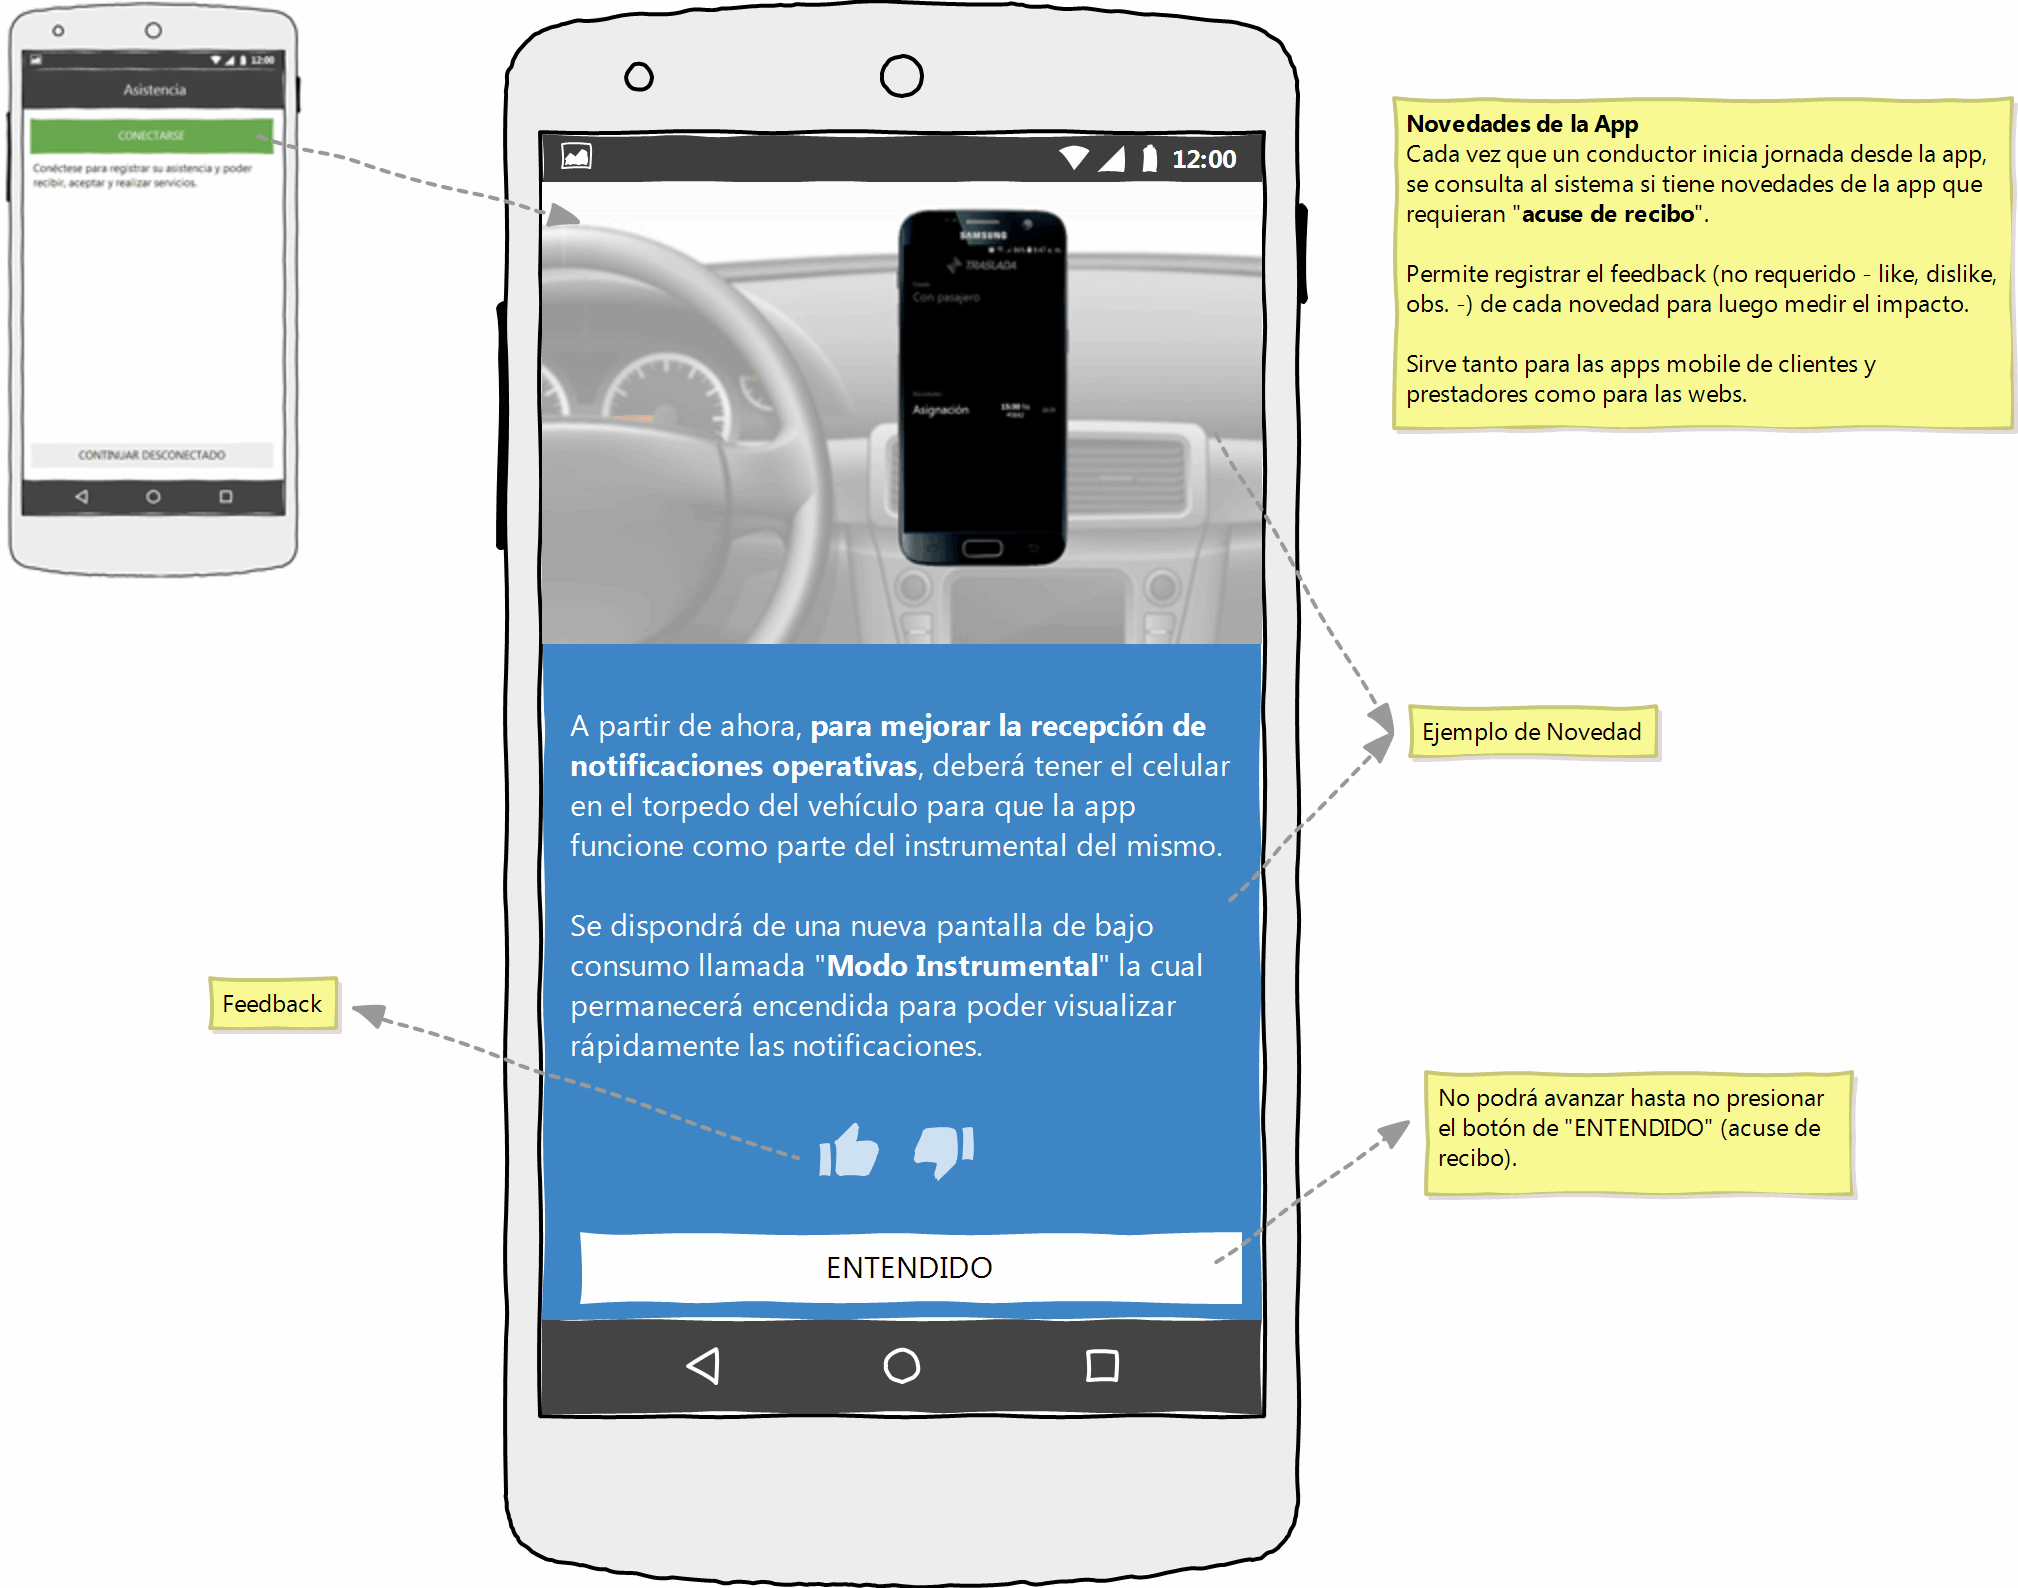 12:00
Asistencia
CONECTARSE
Conéctese para registrar su asistencia y poder
recibir, aceptar y realizar servicios.
CONTINUAR DESCONECTADO
12:00
SAMSUNG
TRASLADA
Con pasajero
Asignación
15:00 hs
A partir de ahora, para mejorar la recepción de
notificaciones operativas, deberá tener el celular
en el torpedo del vehículo para que la app
funcione como parte del instrumental del mismo.
Se dispondrá de una nueva pantalla de bajo
consumo llamada "Modo Instrumental" la cual
permanecerá encendida para poder visualizar
rápidamente las notificaciones.
ENTENDIDO
Feedback
Novedades de la App
Cada vez que un conductor inicia jornada desde la app,
se consulta al sistema si tiene novedades de la app que
requieran "acuse de recibo".
Permite registrar el feedback (no requerido - like, dislike,
obs. -) de cada novedad para luego medir el impacto.
Sirve tanto para las apps mobile de clientes y
prestadores como para las webs.
Ejemplo de Novedad
No podrá avanzar hasta no presionar
el botón de "ENTENDIDO" (acuse de
recibo).